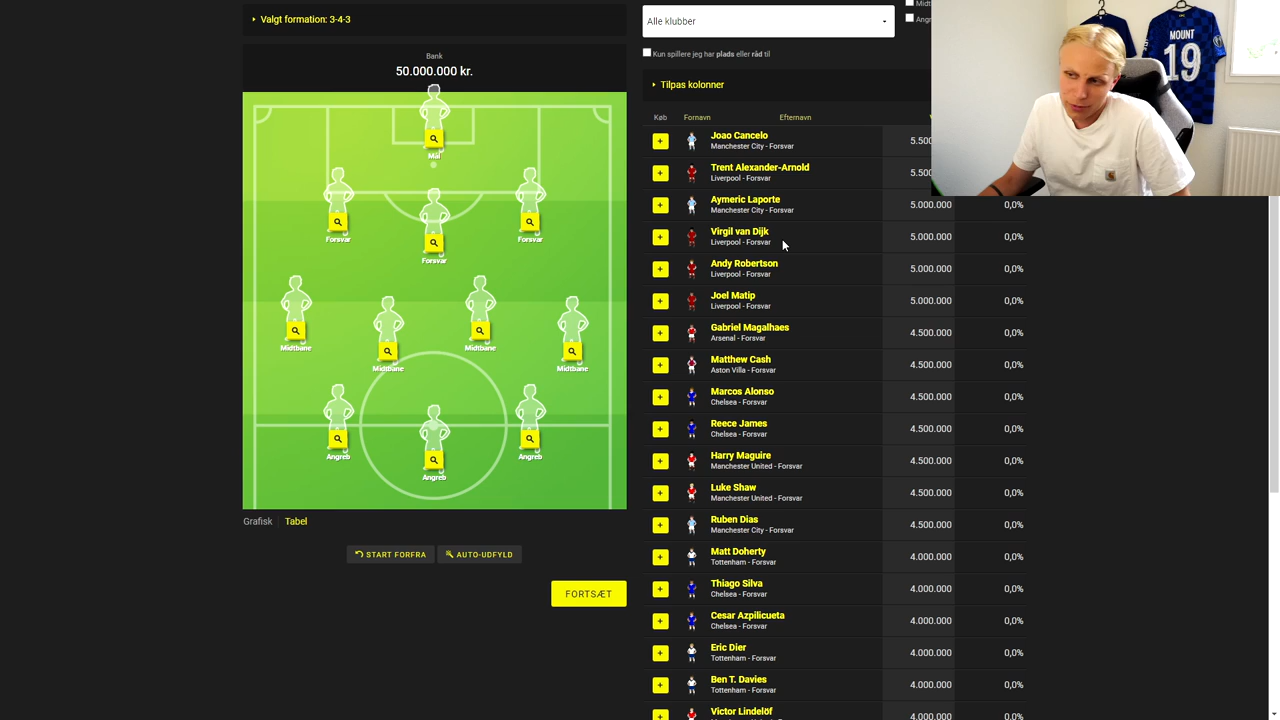 Valgt formation: 3-4-3
Bank
50.000.000 kr.
Mål
Forsvar
Forsvar
Forsvar
Midtbane
Midtbane
Midtbane
Midtbane
Angreb
Angreb
Angreb
Grafisk
Tabel
START FORFRA
AUTO-UDFYLD
FORTSÆT
Alle klubber
Kun spillere jeg har plads eller råd til
Tilpas kolonner
Køb Fornavn Efternavn
Joao Cancelo
Manchester City - Forsvar
Trent Alexander-Arnold
Liverpool - Forsvar
Aymeric Laporte 5.000.000 0,0%
Manchester City - Forsvar
Virgil van Dijk 5.000.000 0,0%
Liverpool - Forsvar
Andy Robertson 5.000.000 0,0%
Liverpool - Forsvar
Joel Matip 5.000.000 0,0%
Liverpool - Forsvar
Gabriel Magalhaes 4.500.000 0,0%
Arsenal - Forsvar
Matthew Cash 4.500.000 0,0%
Aston Villa - Forsvar
Marcos Alonso 4.500.000 0,0%
Chelsea - Forsvar
Reece James 4.500.000 0,0%
Chelsea - Forsvar
Harry Maguire 4.500.000 0,0%
Manchester United - Forsvar
Luke Shaw 4.500.000 0,0%
Manchester United - Forsvar
Ruben Dias 4.500.000 0,0%
Manchester City - Forsvar
Matt Doherty 4.000.000 0,0%
Tottenham - Forsvar
Thiago Silva 4.000.000 0,0%
Chelsea - Forsvar
Cesar Azpilicueta 4.000.000 0,0%
Chelsea - Forsvar
Eric Dier 4.000.000 0,0%
Tottenham - Forsvar
Ben T. Davies 4.000.000 0,0%
Tottenham - Forsvar
Victor Lindelöf 4.000.000 0,0%
MOUNT
19